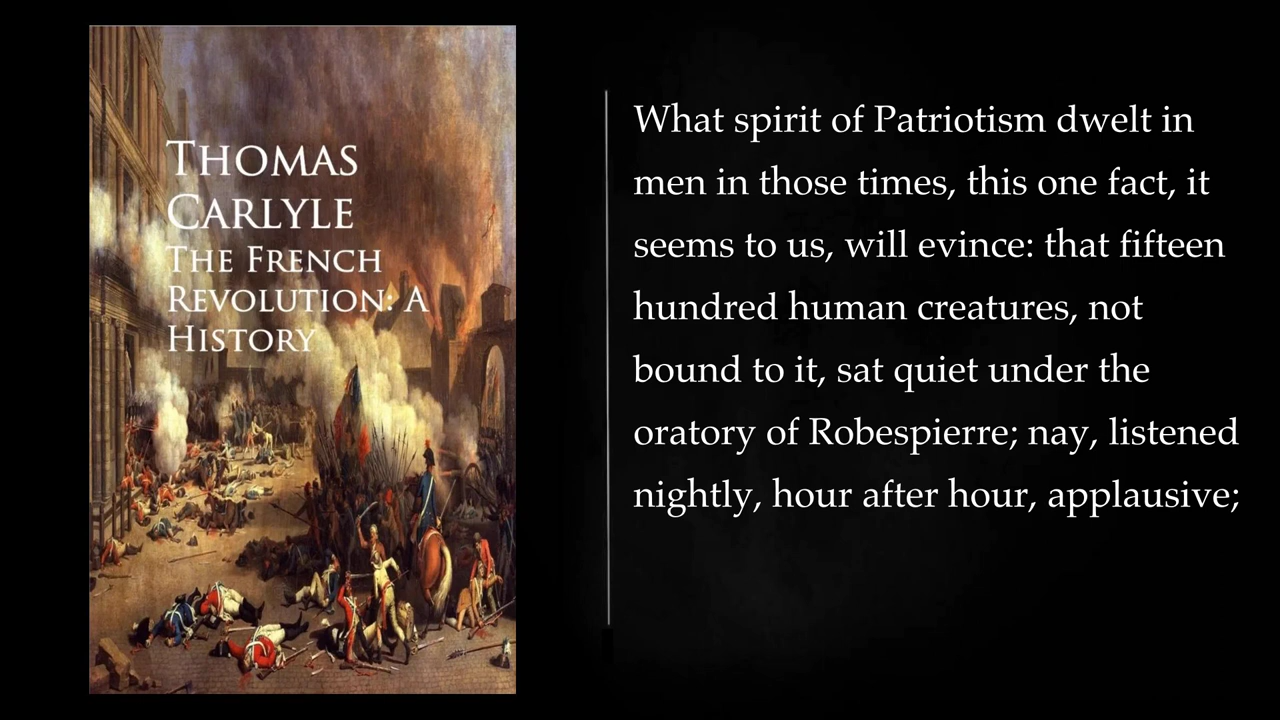 THOMAS
CARLYLE
THE FRENCH
REVOLUTION: A
HISTORY
What spirit of Patriotism dwelt in
men in those times, this one fact, it
seems to us, will evince: that fifteen
hundred human creatures, not
bound to it, sat quiet under the
oratory of Robespierre; nay, listened
nightly, hour after hour, applausive;